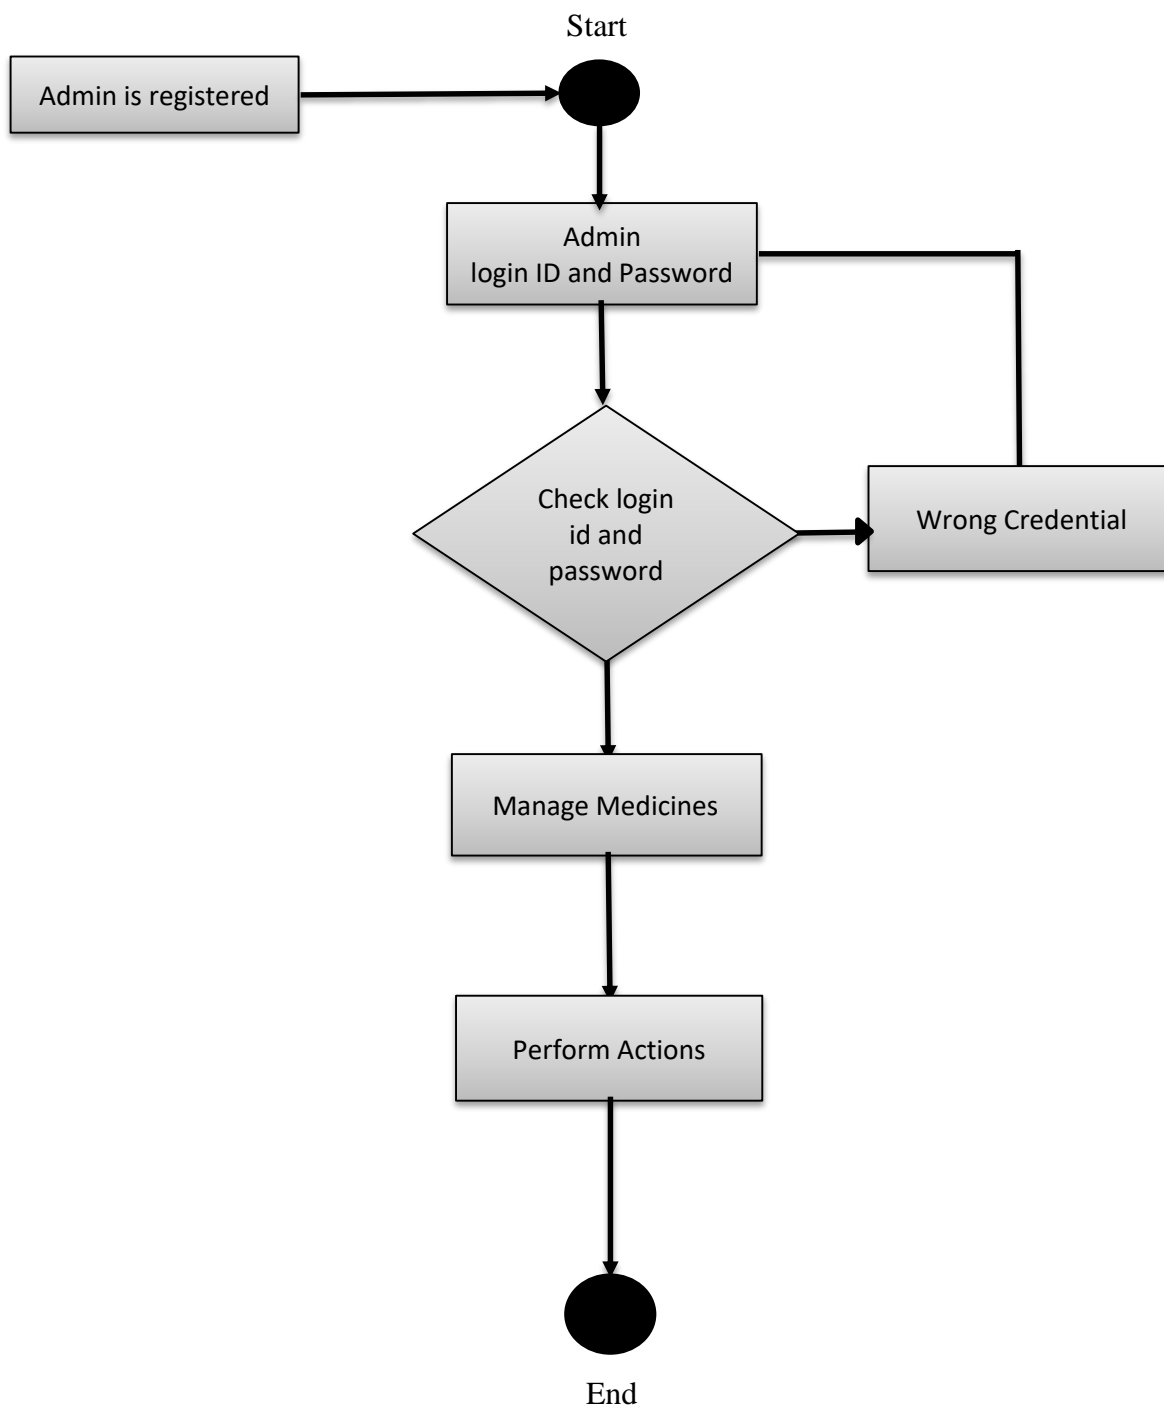 Start
Admin is registered
Admin
login ID and Password
Check login
id and
password
Wrong Credential
Manage Medicines
Perform Actions
End